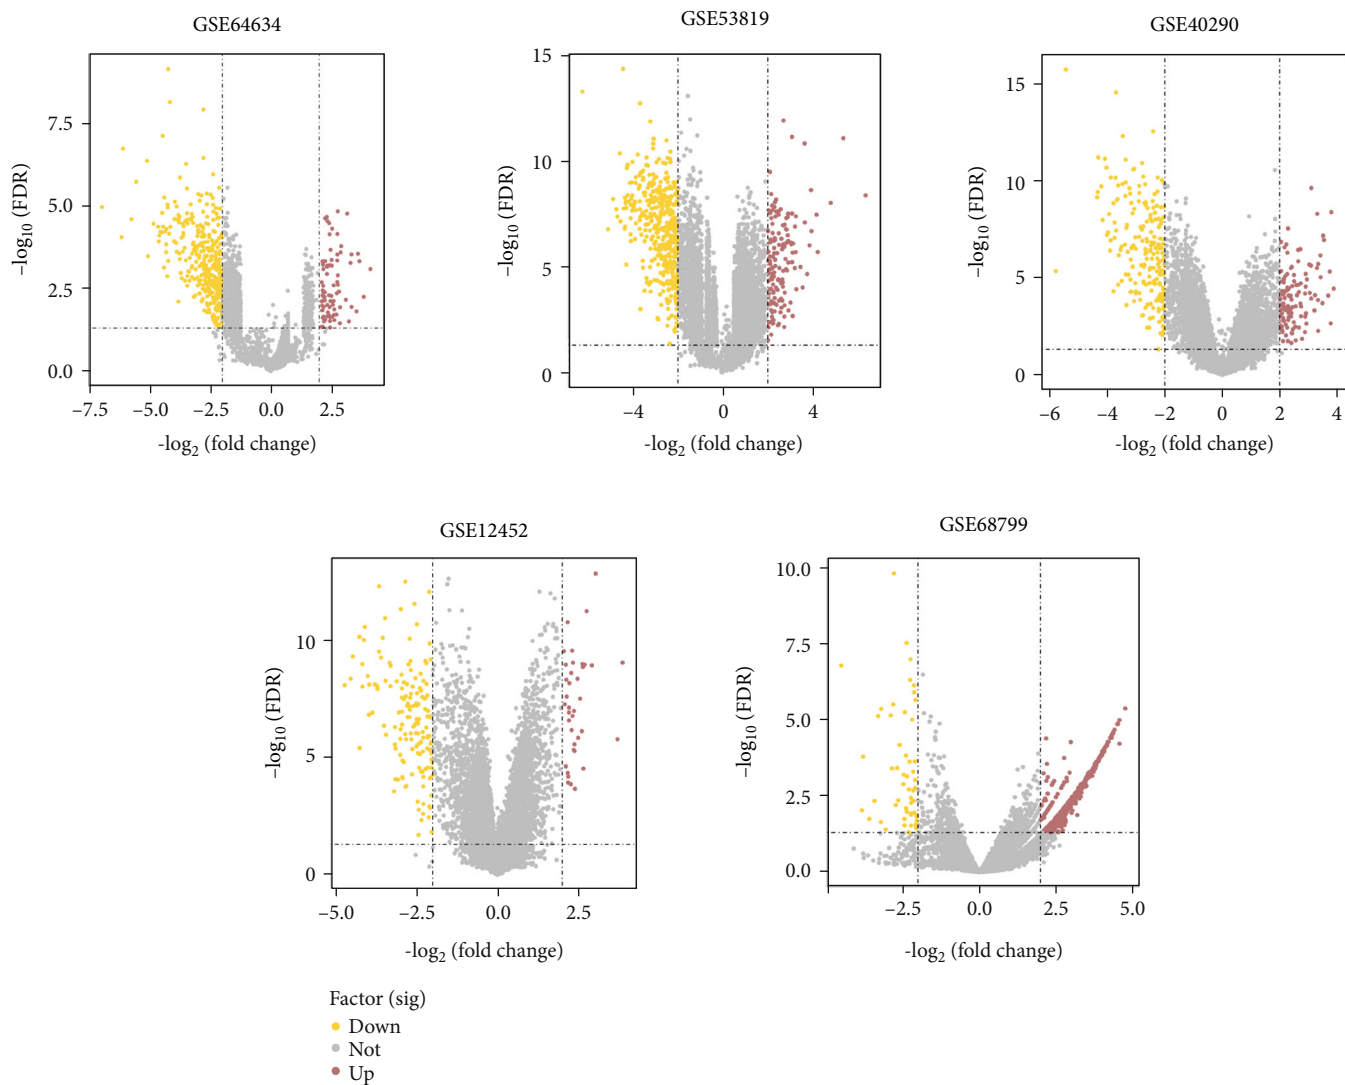 GSE64634
−log10 (FDR)
7.5
5.0
2.5
0.0
−7.5 −5.0 −2.5 0.0 2.5
-log2 (fold change)
GSE53819
−log10 (FDR)
15
10
5
0
−4 0 4
-log2 (fold change)
GSE40290
−log10 (FDR)
15
10
5
0
−6 −4 −2 0 2 4
-log2 (fold change)
GSE12452
−log10 (FDR)
10
5
0
−5.0 −2.5 0.0 2.5
-log2 (fold change)
GSE68799
−log10 (FDR)
10.0
7.5
5.0
2.5
0.0
−2.5 0.0 2.5 5.0
-log2 (fold change)
Factor (sig)
Down
Not
Up